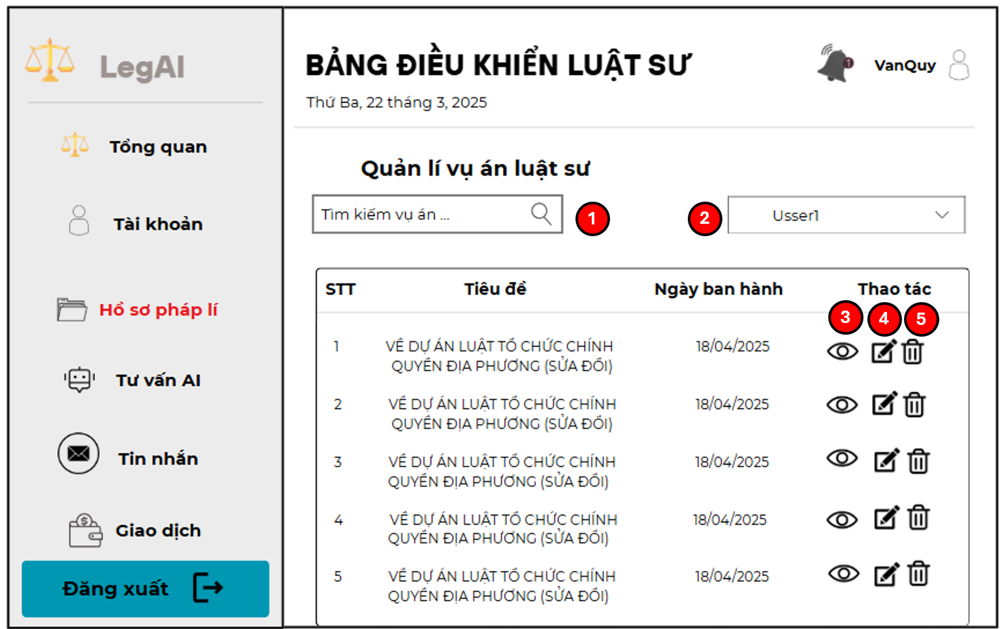 LegAI
Tổng quan
Tài khoản
Hồ sơ pháp lí
Tư vấn AI
Tin nhắn
Giao dịch
Đăng xuất
BẢNG ĐIỀU KHIỂN LUẬT SƯ
1
VanQuy
Thứ Ba, 22 tháng 3, 2025
Quản lí vụ án luật sư
Tìm kiếm vụ án ...
1
2
Usser1
STT Tiêu đề Ngày ban hành Thao tác
3 4 5
1 VỀ DỰ ÁN LUẬT TỔ CHỨC CHÍNH 18/04/2025
QUYỀN ĐỊA PHƯƠNG (SỬA ĐỔI)
2 VỀ DỰ ÁN LUẬT TỔ CHỨC CHÍNH 18/04/2025
QUYỀN ĐỊA PHƯƠNG (SỬA ĐỔI)
3 VỀ DỰ ÁN LUẬT TỔ CHỨC CHÍNH 18/04/2025
QUYỀN ĐỊA PHƯƠNG (SỬA ĐỔI)
4 VỀ DỰ ÁN LUẬT TỔ CHỨC CHÍNH 18/04/2025
QUYỀN ĐỊA PHƯƠNG (SỬA ĐỔI)
5 VỀ DỰ ÁN LUẬT TỔ CHỨC CHÍNH 18/04/2025
QUYỀN ĐỊA PHƯƠNG (SỬA ĐỔI)